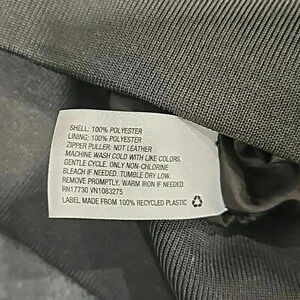 SHELL: 100% POLYESTER
LINING: 100% POLYESTER
ZIPPER PULLER: NOT LEATHER
MACHINE WASH COLD WITH LIKE COLORS.
GENTLE CYCLE. ONLY NON-CHLORINE
BLEACH IF NEEDED. TUMBLE DRY LOW.
REMOVE PROMPTLY. WARM IRON IF NEEDED.
RN17730 VN1083275
LABEL MADE FROM 100% RECYCLED PLASTIC